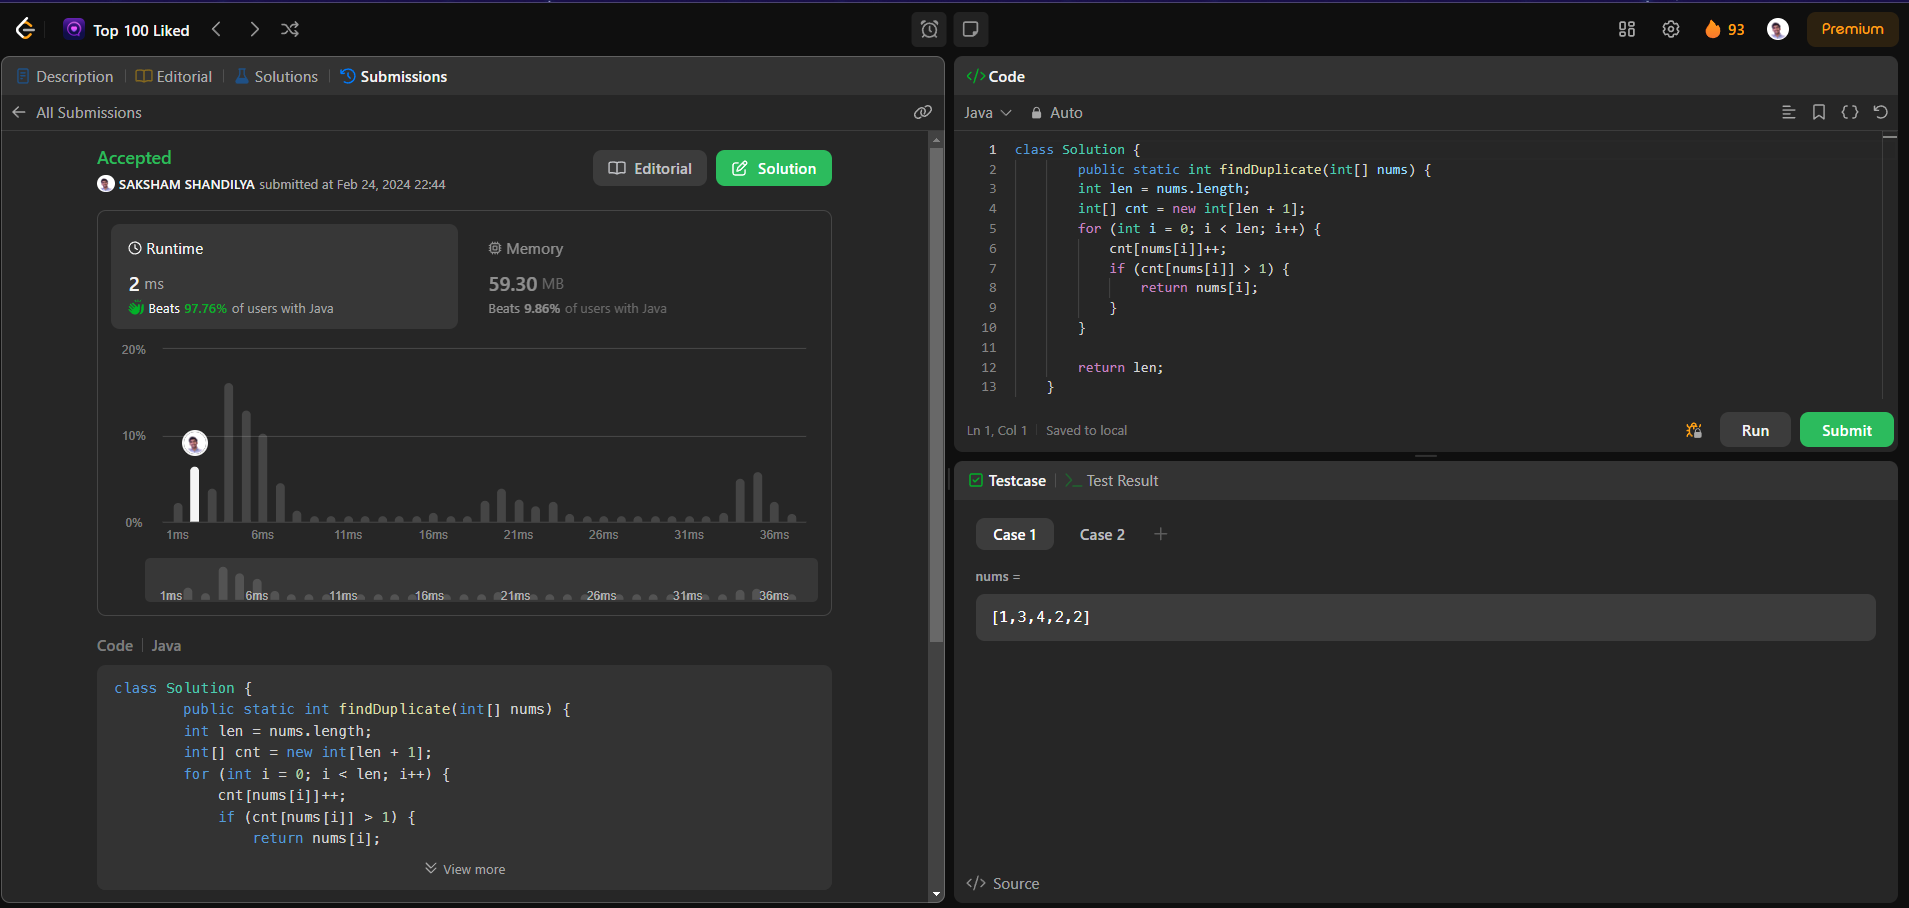 Top 100 Liked
93
Premium
Description
Editorial
Solutions
Submissions
All Submissions
Accepted
SAKSHAM SHANDILYA submitted at Feb 24, 2024 22:44
Editorial
Solution
Runtime
2 ms
Beats 97.76% of users with Java
Memory
59.30 MB
Beats 9.86% of users with Java
20%
10%
0%
1ms
6ms
11ms
16ms
21ms
26ms
31ms
36ms
1ms
6ms
11ms
16ms
21ms
26ms
31ms
36ms
Code
Java
class Solution {
public static int findDuplicate(int[] nums) {
int len = nums.length;
int[] cnt = new int[len + 1];
for (int i = 0; i < len; i++) {
cnt[nums[i]]++;
if (cnt[nums[i]] > 1) {
return nums[i];
View more
</> Code
Java
Auto
1 class Solution {
2 public static int findDuplicate(int[] nums) {
3 int len = nums.length;
4 int[] cnt = new int[len + 1];
5 for (int i = 0; i < len; i++) {
6 cnt[nums[i]]++;
7 if (cnt[nums[i]] > 1) {
8 return nums[i];
9 }
10 }
11
12 return len;
13 }
Ln 1, Col 1
Saved to local
Run
Submit
Testcase
Test Result
Case 1
Case 2
nums =
[1,3,4,2,2]
</> Source